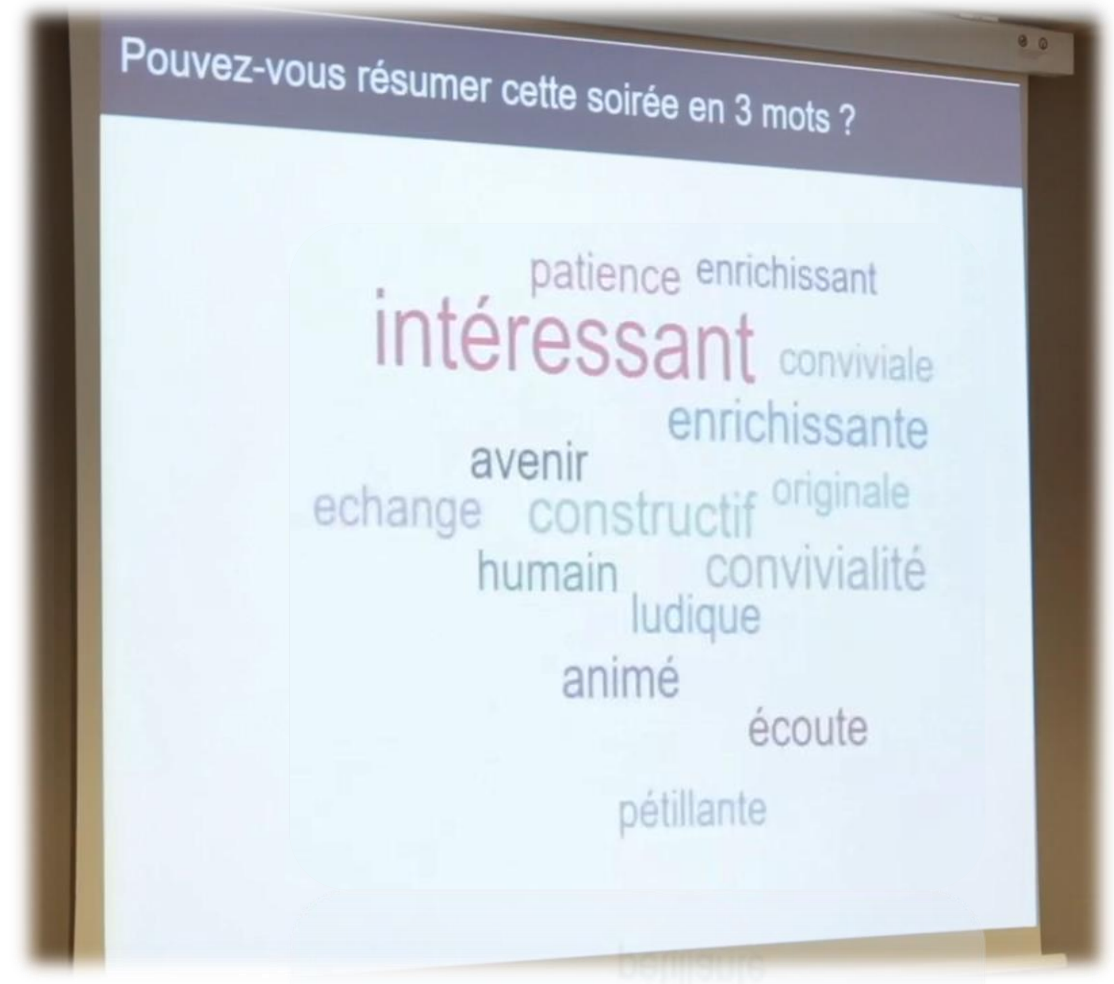 Pouvez-vous résumer cette soirée en 3 mots ?
patience enrichissant
intéressant conviviale
enrichissante
avenir
echange constructif originale
humain convivialité
ludique
animé
écoute
pétillante